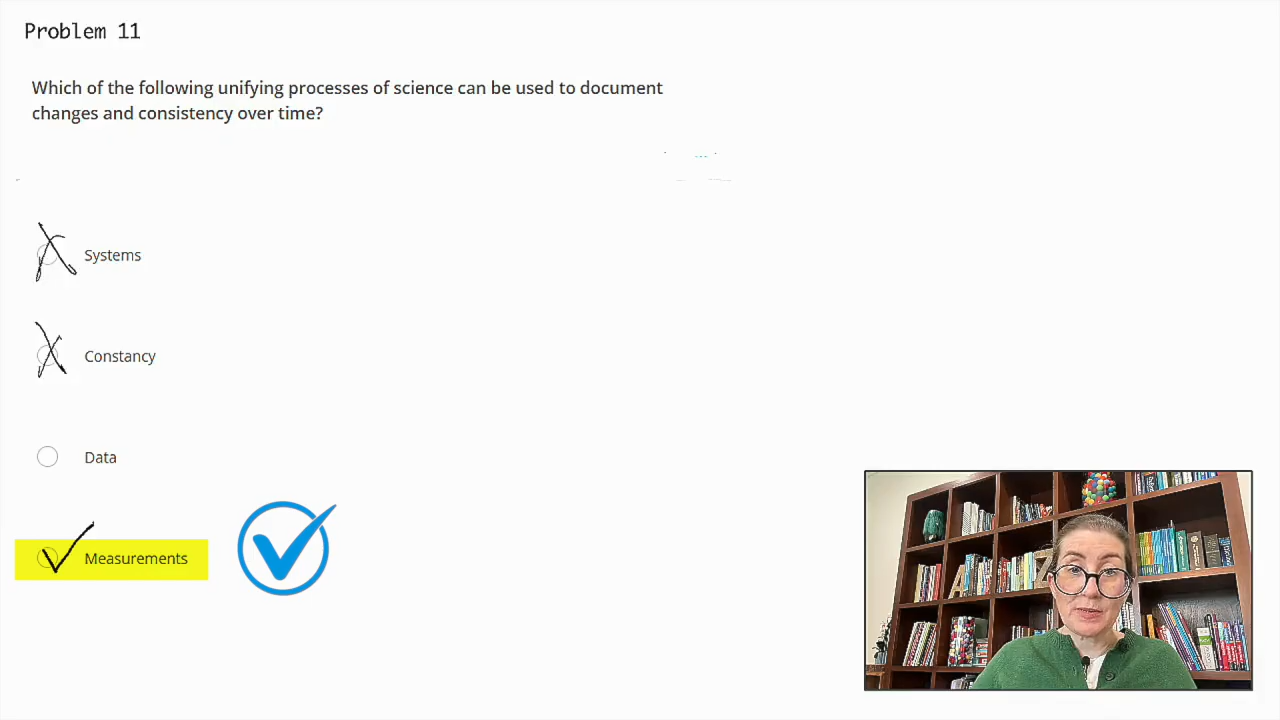 Problem 11
Which of the following unifying processes of science can be used to document
changes and consistency over time?
Systems
Constancy
Data
Measurements